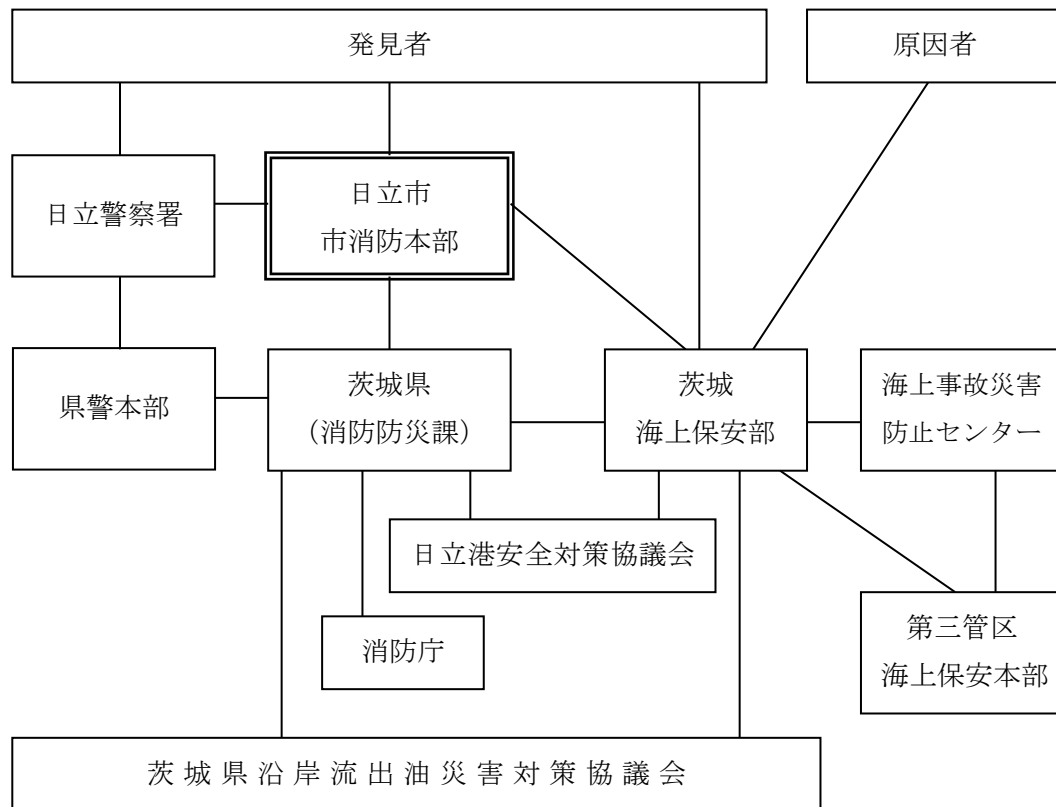 発見者
原因者
日立警察署
日立市
市消防本部
県警本部
茨城県
(消防防災課)
茨城
海上保安部
海上事故災害
防止センター
日立港安全対策協議会
消防庁
第三管区
海上保安本部
茨城県沿岸流出油災害対策協議会